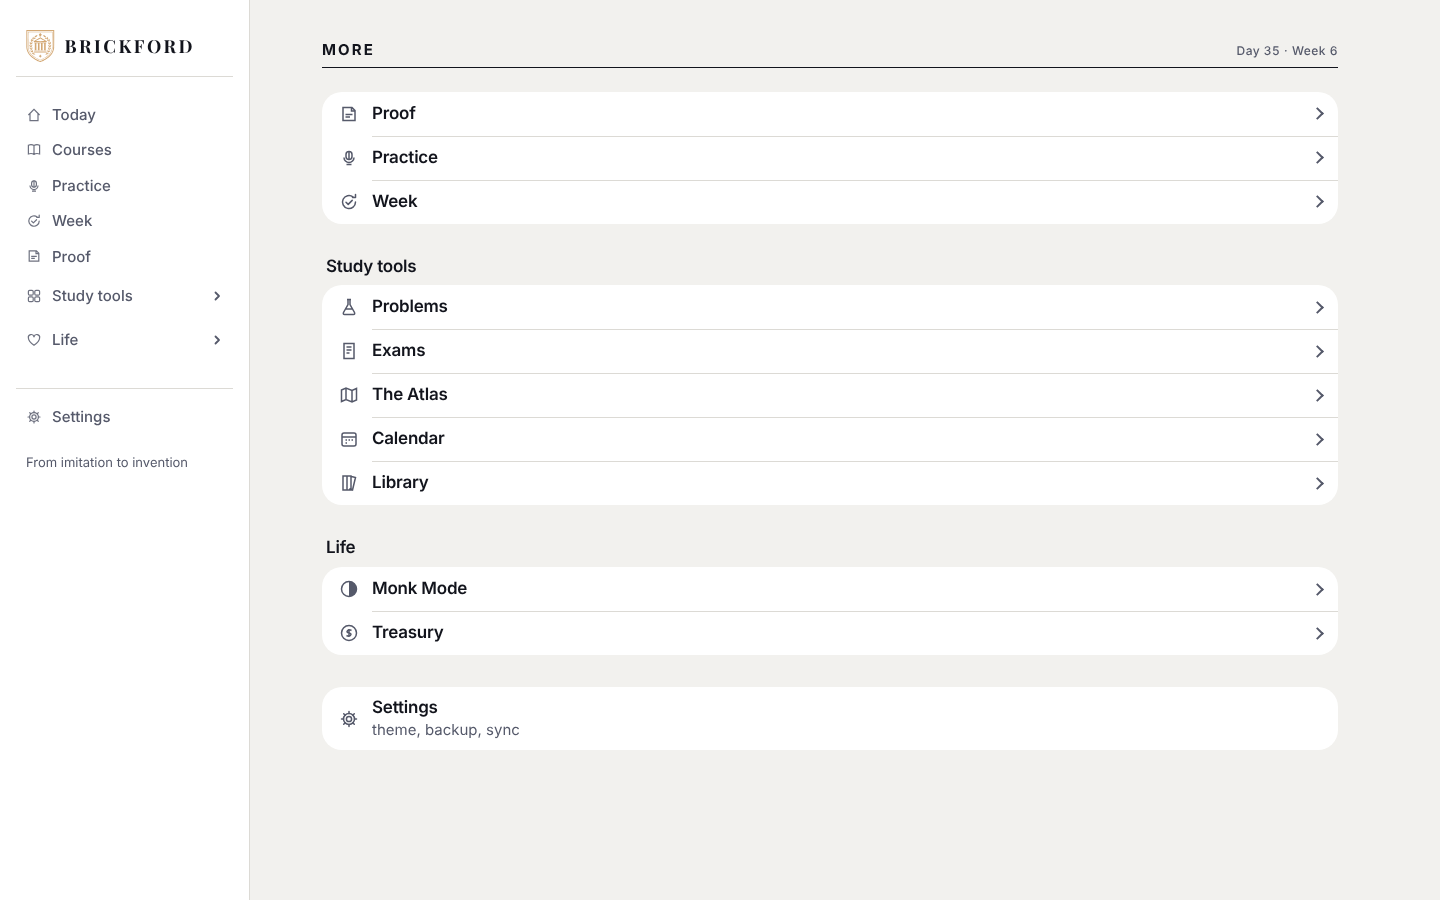 BRICKFORD
Today
Courses
Practice
Week
Proof
Study tools
Life
Settings
From imitation to invention
MORE
Day 35 · Week 6
Proof
Practice
Week
Study tools
Problems
Exams
The Atlas
Calendar
Library
Life
Monk Mode
Treasury
Settings
theme, backup, sync